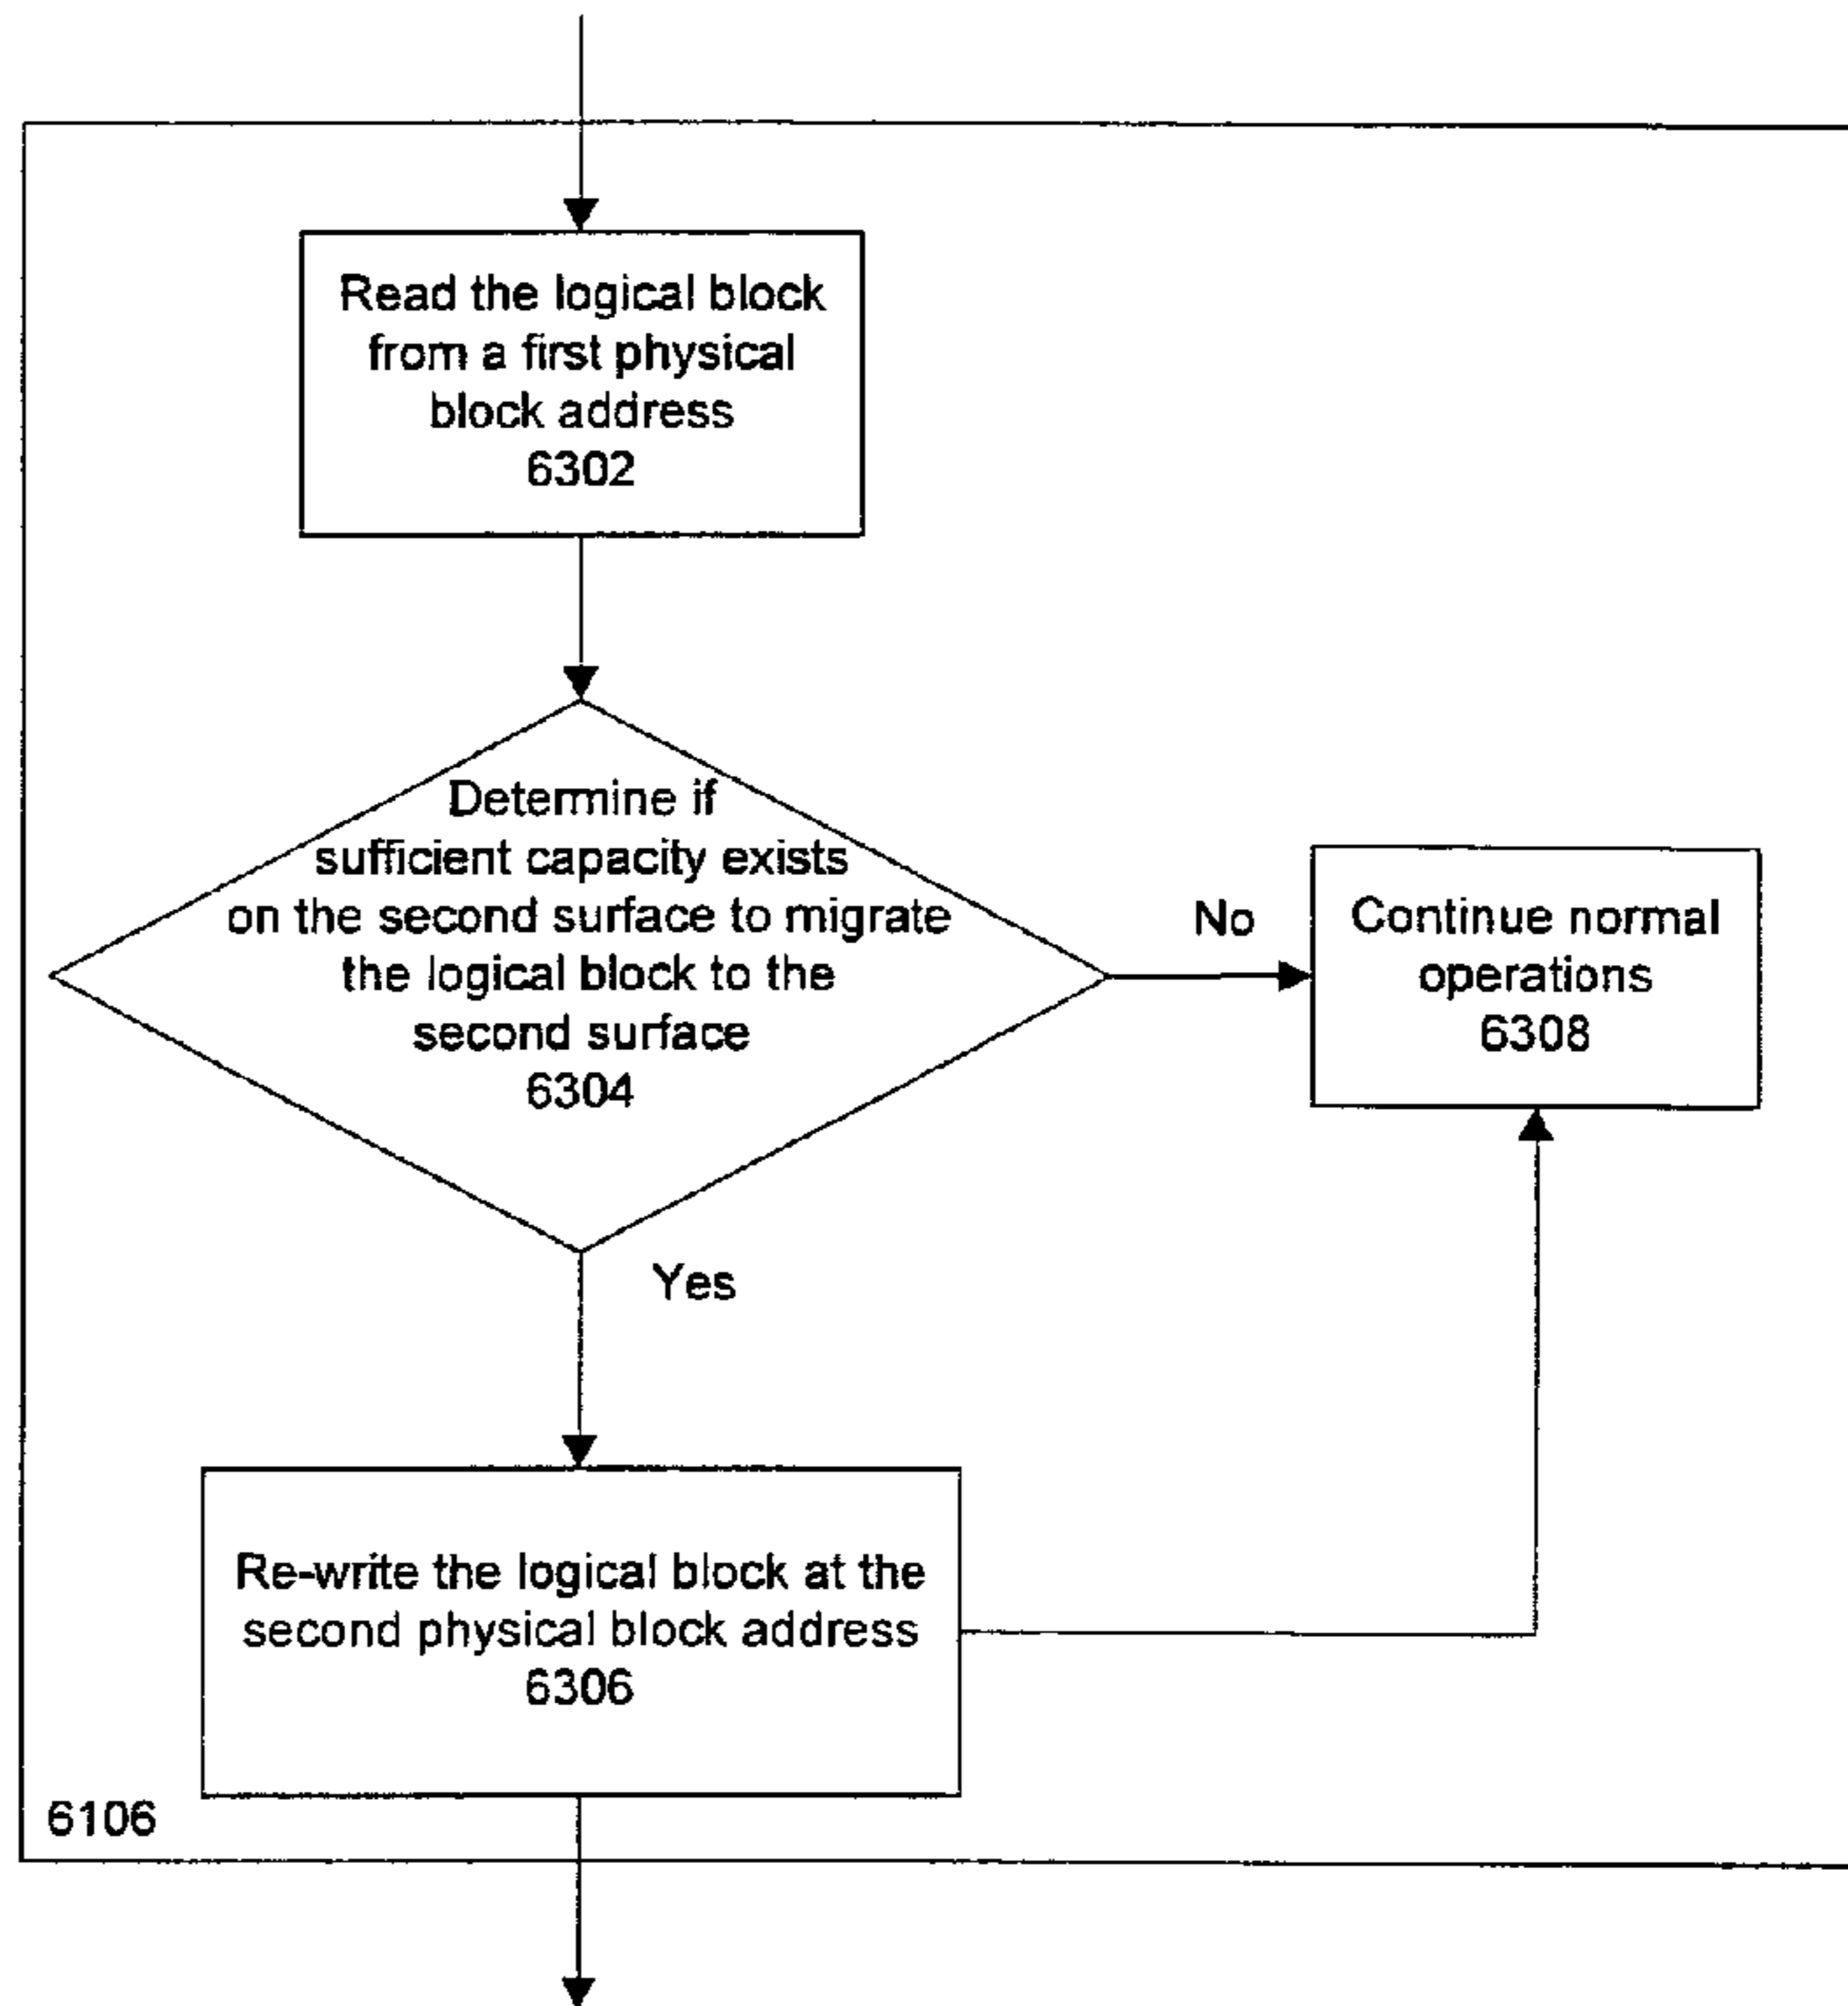 Read the logical block
from a first physical
block address
6302
Determine if
sufficient capacity exists
on the second surface to migrate
the logical block to the
second surface
6304
No
Continue normal
operations
6308
Yes
Re-write the logical block at the
second physical block address
6306
6106